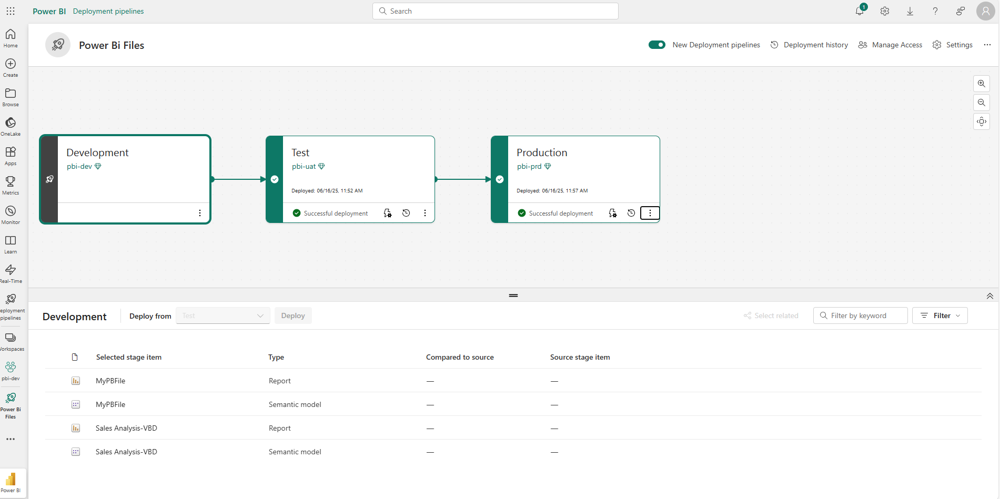 Power BI Deployment pipelines
Search
1
Home
Create
Browse
OneLake
Apps
Metrics
Monitor
Learn
Real-Time
eployment
pipelines
Vorkspaces
pbi-dev
Power Bi
Files
Power BI
Power Bi Files
New Deployment pipelines
Deployment history
Manage Access
Settings
Development
pbi-dev
Test
pbi-uat
Deployed: 06/16/25, 11:52 AM
Successful deployment
Production
pbi-prd
Deployed: 06/16/25, 11:57 AM
Successful deployment
Development
Deploy from
Test
Deploy
Select related
Filter by keyword
Filter
Selected stage item Type Compared to source Source stage item
MyPBFile Report — —
MyPBFile Semantic model — —
Sales Analysis-VBD Report — —
Sales Analysis-VBD Semantic model — —